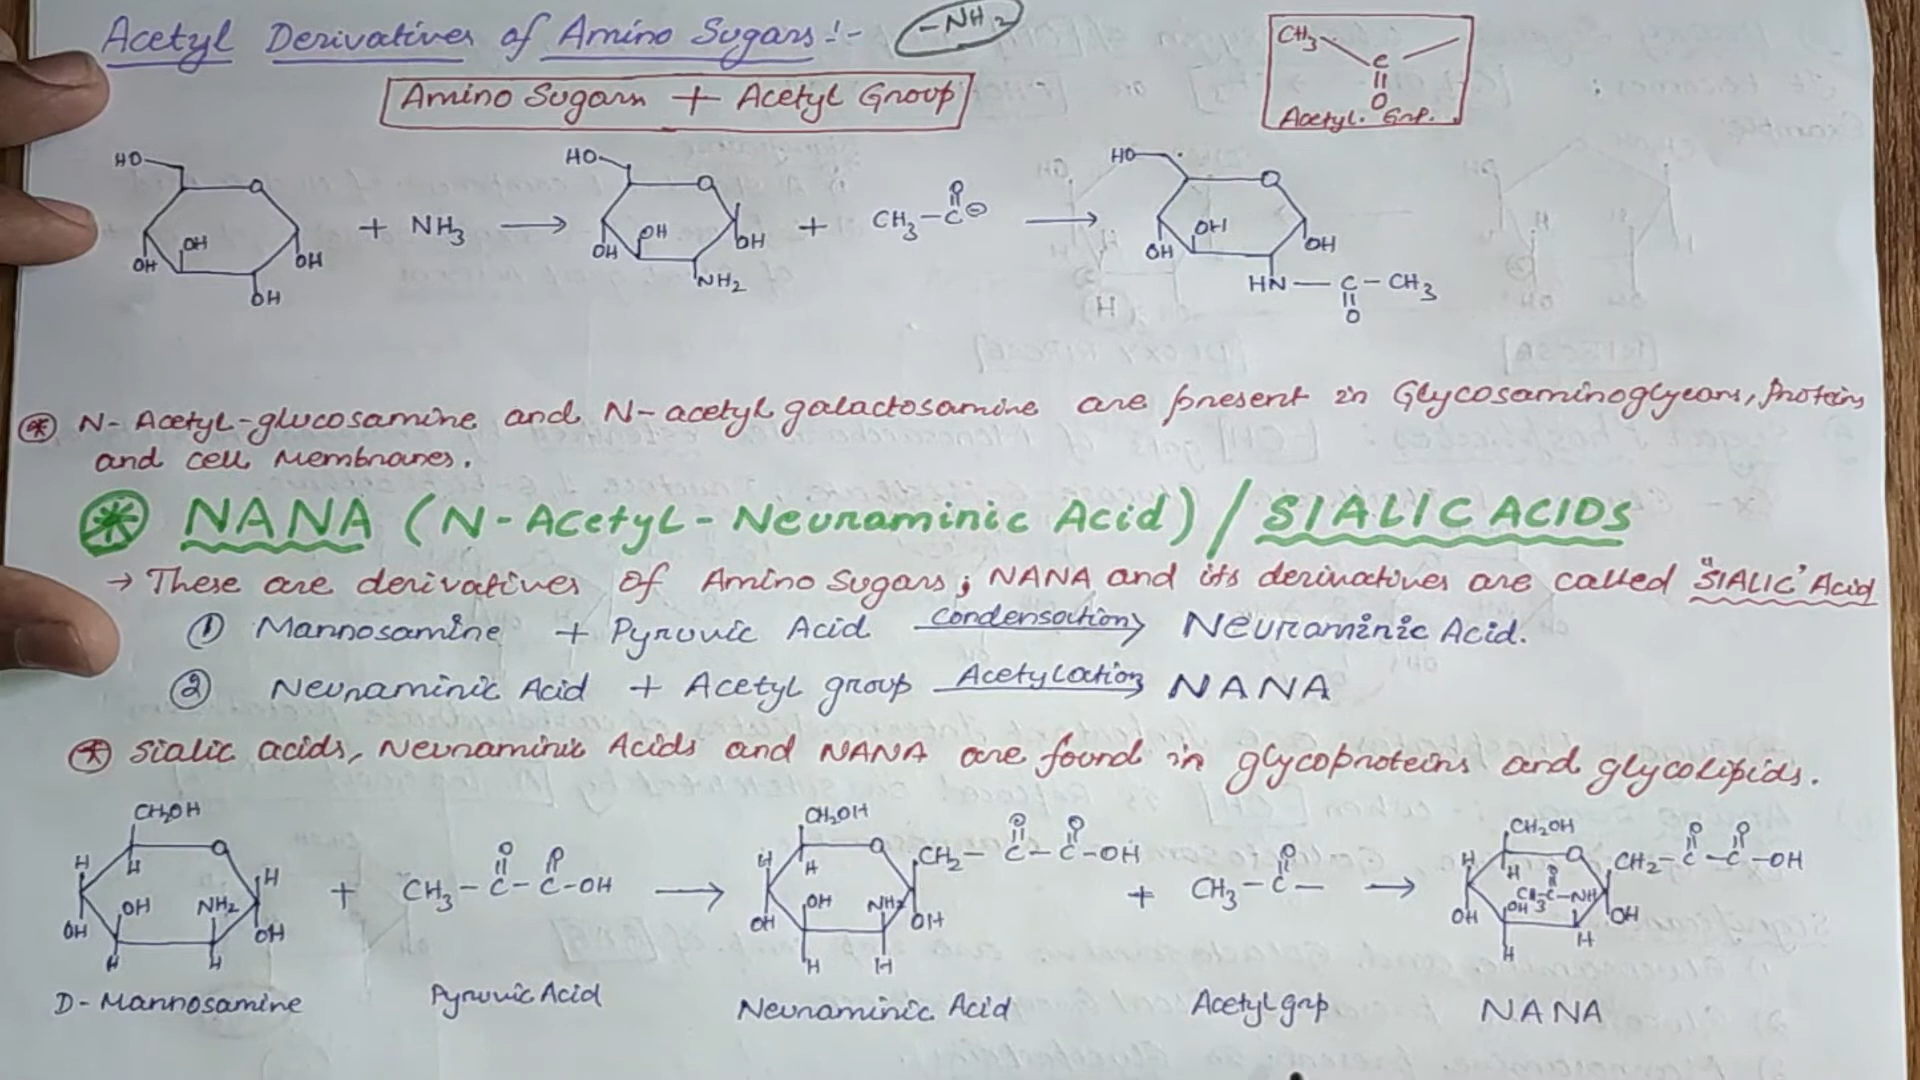 Acetyl Derivatives of Amino Sugars :- -NH2
Amino Sugars + Acetyl Group
CH3 C O
Acetyl. Grp.
HO O OH OH OH OH + NH3 → HO O OH OH OH NH2 + CH3-C⊖ O → HO O OH OH OH HN-C-CH3 O
N-Acetyl-glucosamine and N-acetyl galactosamine are present in Glycosaminoglycans, Proteins
and cell Membranes.
NANA (N-Acetyl-Neuraminic Acid) / SIALIC ACIDS
→ These are derivatives of Amino Sugars; NANA and its derivatives are called "SIALIC" Acid
① Mannosamine + Pyruvic Acid condensation Neuraminic Acid.
② Neuraminic Acid + Acetyl group Acetylation NANA
Sialic acids, Neuraminic Acids and NANA are found in glycoproteins and glycolipids.
CH2OH O H H H OH NH2 OH OH H H + CH3-C-C-OH O O → CH2OH O H H CH2-C-C-OH O O OH NH2 OH OH H H + CH3-C- O → CH2OH O H H CH2-C-C-OH O O CH3-C-NH O OH OH OH H H
D-Mannosamine Pyruvic Acid Neuraminic Acid Acetyl grp NANA